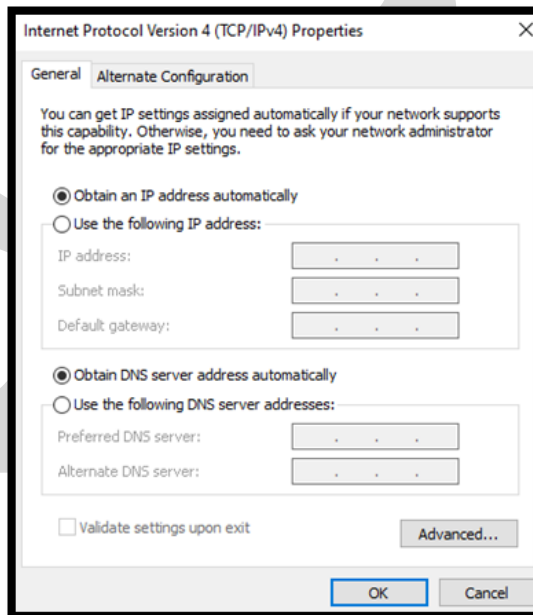 Internet Protocol Version 4 (TCP/IPv4) Properties
General
Alternate Configuration
You can get IP settings assigned automatically if your network supports
this capability. Otherwise, you need to ask your network administrator
for the appropriate IP settings.
Obtain an IP address automatically
Use the following IP address:
IP address:
Subnet mask:
Default gateway:
Obtain DNS server address automatically
Use the following DNS server addresses:
Preferred DNS server:
Alternate DNS server:
Validate settings upon exit
Advanced...
OK
Cancel